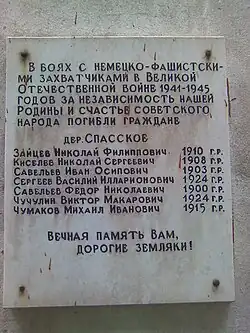 В боях с немецко-фашистски-
ми захватчиками в Великой
Отечественной войне 1941-1945
годов за независимость нашей
Родины и счастье советского
народа погибли граждане
дер. Спасское
Зайцев Николай Филиппович 1910 г.р.
Киселев Николай Сергеевич 1908 г.р.
Савельев Иван Осипович 1903 г.р.
Сергеев Василий Илларионович 1924 г.р.
Савельев Федор Николаевич 1900 г.р.
Чучулин Виктор Макарович 1924 г.р.
Чумаков Михаил Иванович 1915 г.р.
Вечная память Вам,
дорогие земляки!